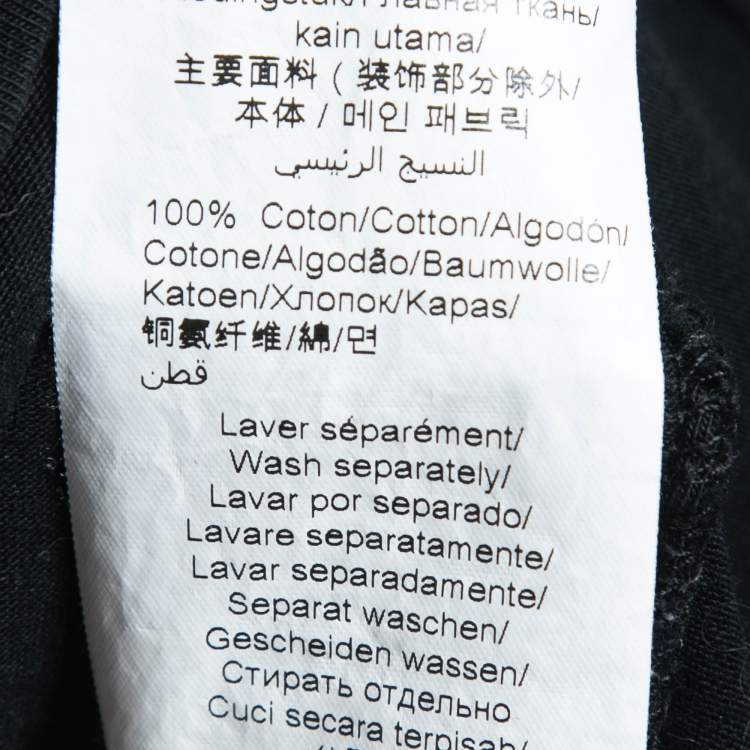 Главная ткань/
kain utama/
主要面料 ( 装饰部分除外/
本体 / 메인 패브릭
النسيج الرئيسي
100% Coton/Cotton/Algodón/
Cotone/Algodão/Baumwolle/
Katoen/Хлопок/Kapas/
铜氨纤维/綿/면
قطن
Laver séparément/
Wash separately/
Lavar por separado/
Lavare separatamente/
Lavar separadamente/
Separat waschen/
Gescheiden wassen/
Стирать отдельно
Cuci secara terpisah/